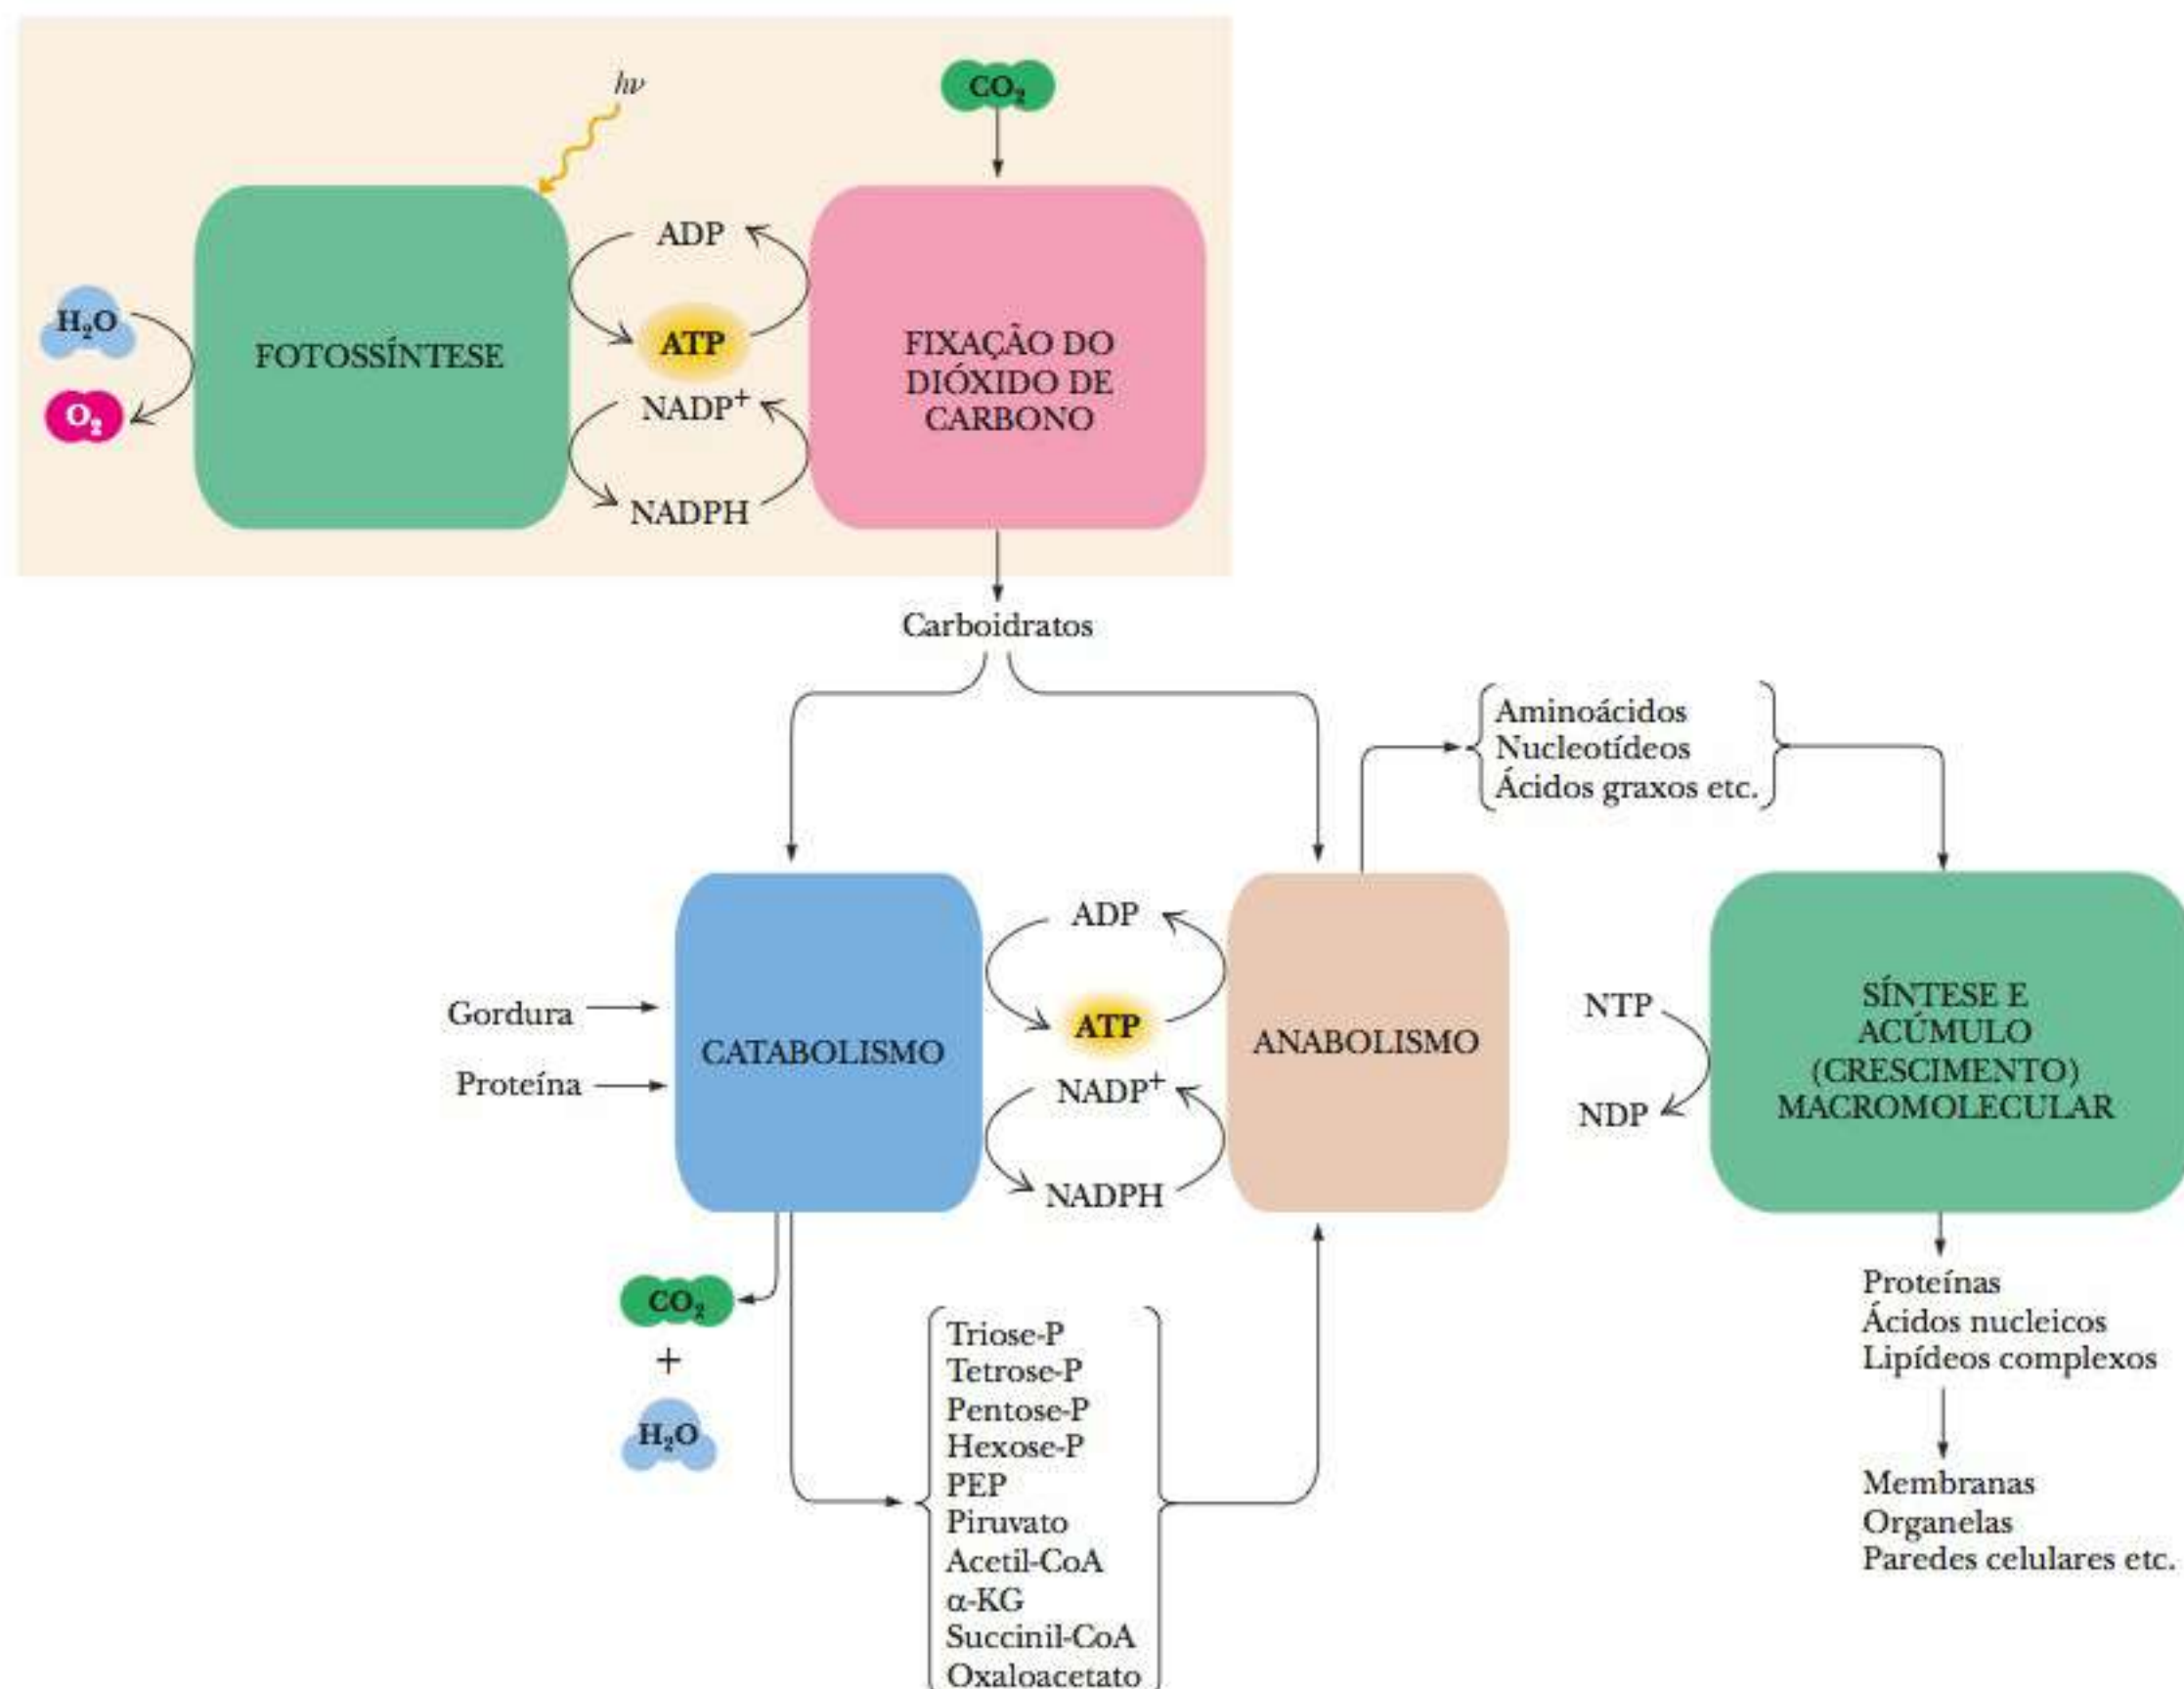 hν
CO₂
ADP
H₂O
FOTOSSÍNTESE
ATP
FIXAÇÃO DO
DIÓXIDO DE
CARBONO
O₂
NADP⁺
NADPH
Carboidratos
Aminoácidos
Nucleotídeos
Ácidos graxos etc.
ADP
Gordura
CATABOLISMO
ATP
ANABOLISMO
Proteína
NADP⁺
NADPH
NTP
NDP
SÍNTESE E
ACÚMULO
(CRESCIMENTO)
MACROMOLECULAR
CO₂
+
H₂O
Triose-P
Tetrose-P
Pentose-P
Hexose-P
PEP
Piruvato
Acetil-CoA
α-KG
Succinil-CoA
Oxaloacetato
Proteínas
Ácidos nucleicos
Lipídeos complexos
Membranas
Organelas
Paredes celulares etc.